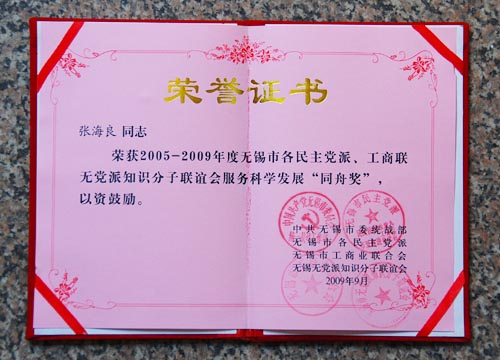 荣誉证书
张海良 同志
荣获2005-2009年度无锡市各民主党派、工商联
无党派知识分子联谊会服务科学发展“同舟奖”，
以资鼓励。
中共无锡市委统战部
无锡市各民主党派
无锡市工商业联合会
无锡无党派知识分子联谊会
2009年9月